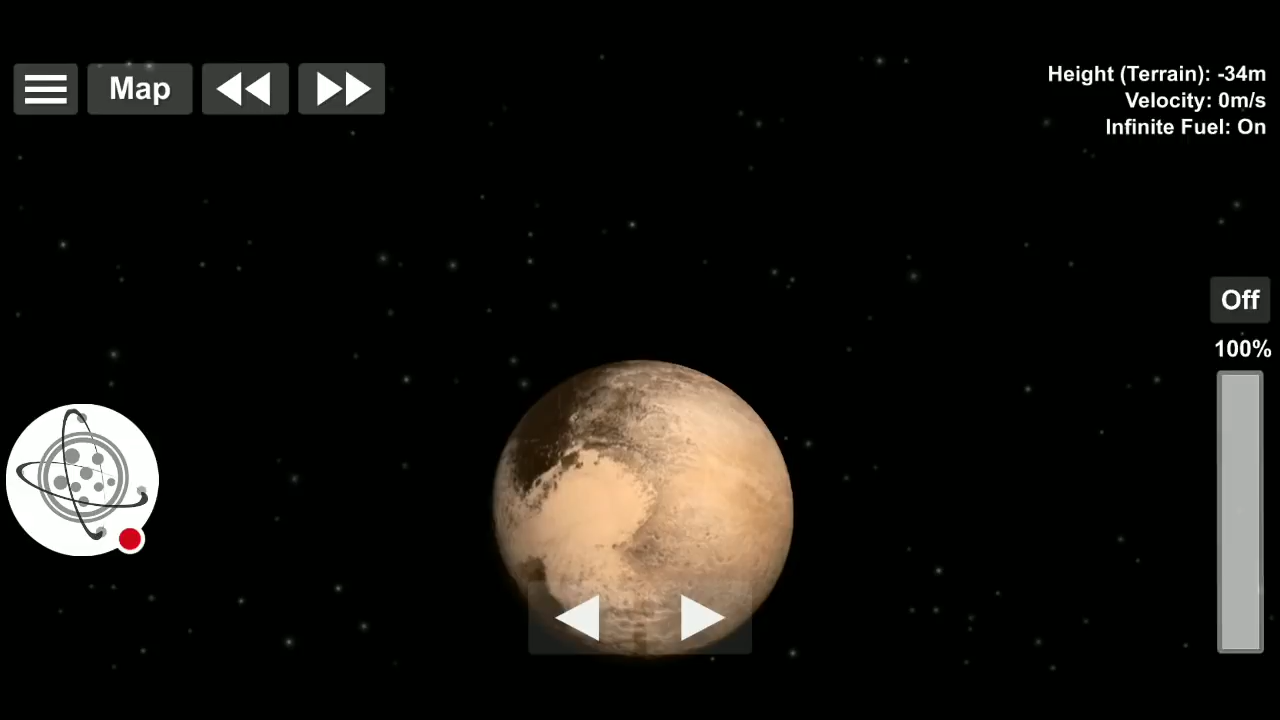 Map
Height (Terrain): -34m
Velocity: 0m/s
Infinite Fuel: On
Off
100%